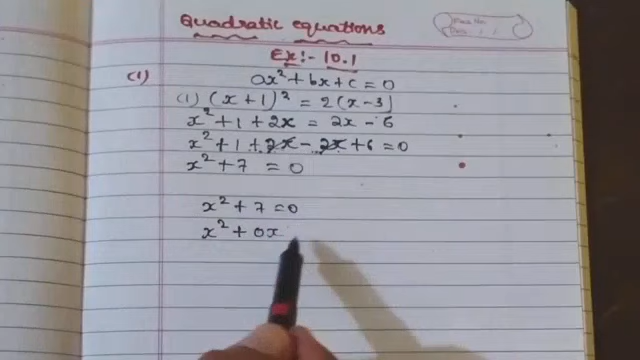 Quadratic equations
Ex:- 10.1
(1) ax² + bx + c = 0
(1) (x + 1)² = 2(x - 3)
x² + 1 + 2x = 2x - 6
x² + 1 + 2x - 2x + 6 = 0
x² + 7 = 0
x² + 7 = 0
x² + 0x